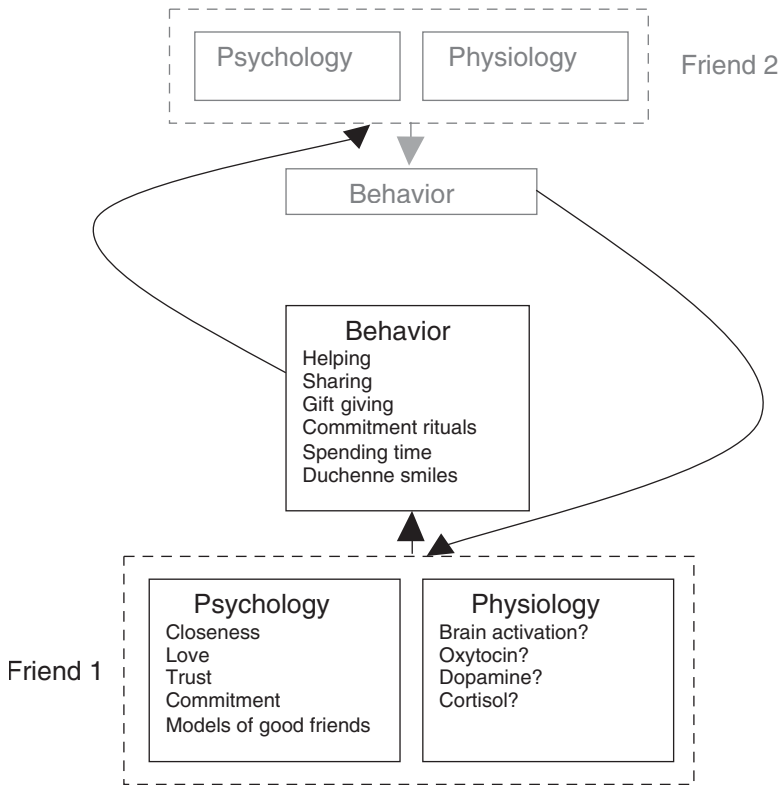 Psychology
Physiology
Friend 2
Behavior
Behavior
Helping
Sharing
Gift giving
Commitment rituals
Spending time
Duchenne smiles
Friend 1
Psychology
Closeness
Love
Trust
Commitment
Models of good friends
Physiology
Brain activation?
Oxytocin?
Dopamine?
Cortisol?